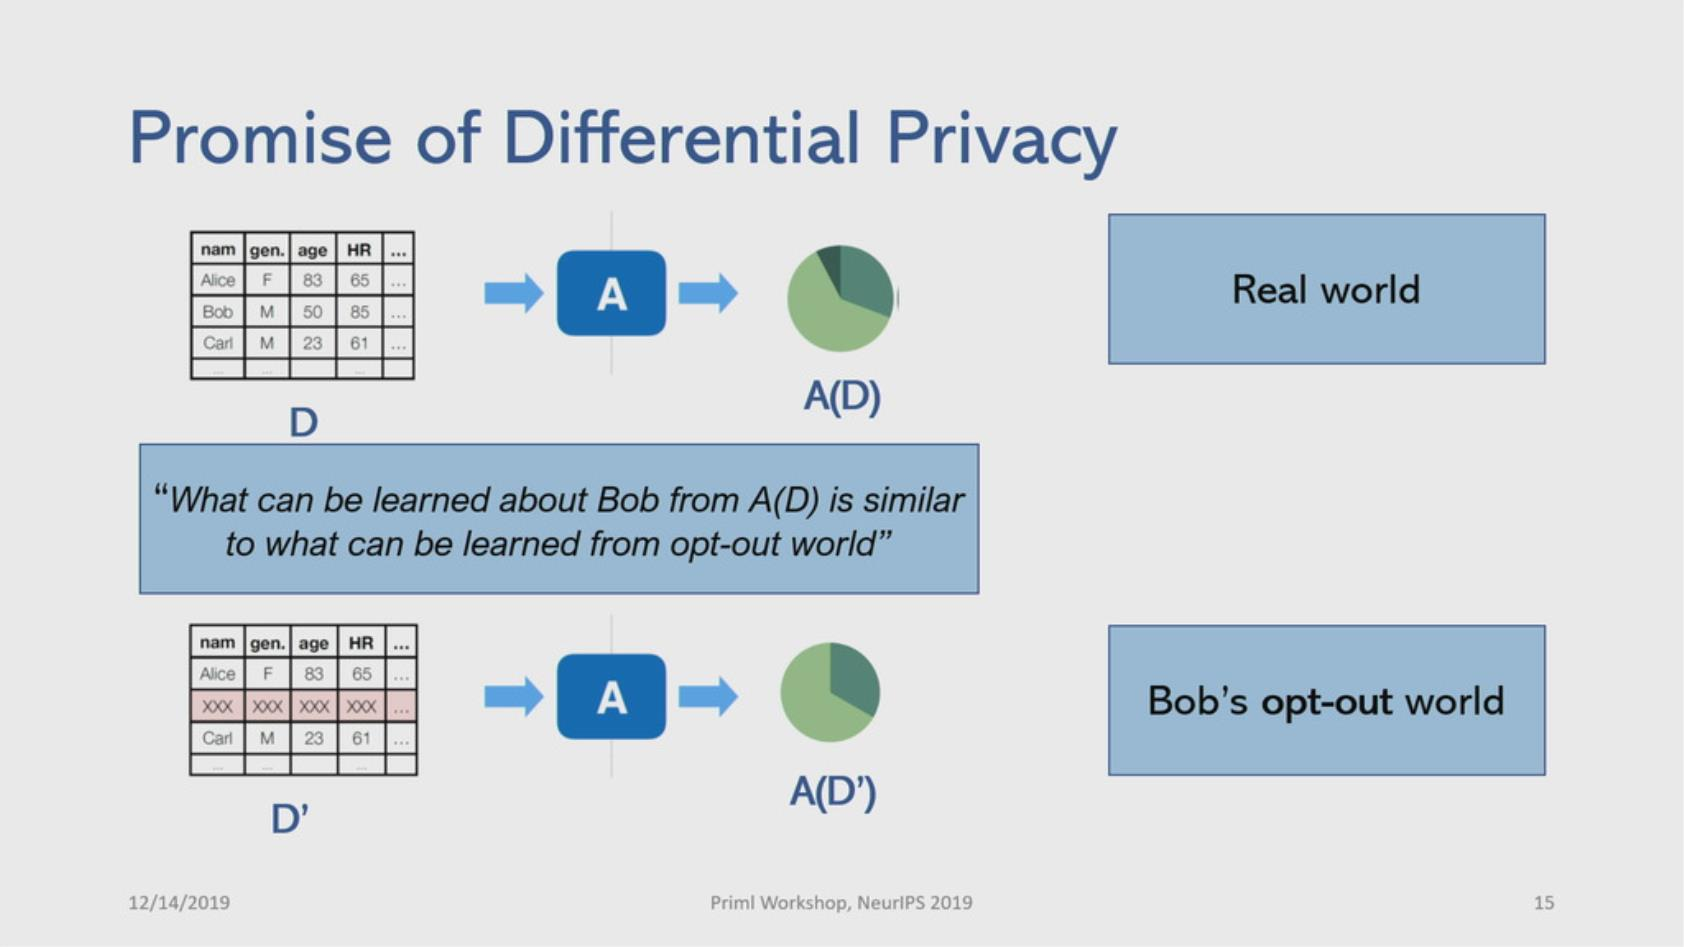 Promise of Differential Privacy
nam gen. age HR ...
Alice F 83 65 ...
Bob M 50 85 ...
Carl M 23 61 ...
... ... ...
D
A
A(D)
Real world
“What can be learned about Bob from A(D) is similar
to what can be learned from opt-out world”
nam gen. age HR ...
Alice F 83 65 ...
XXX XXX XXX XXX ...
Carl M 23 61 ...
... ... ...
D’
A
A(D’)
Bob’s opt-out world
12/14/2019
Priml Workshop, NeurIPS 2019
15